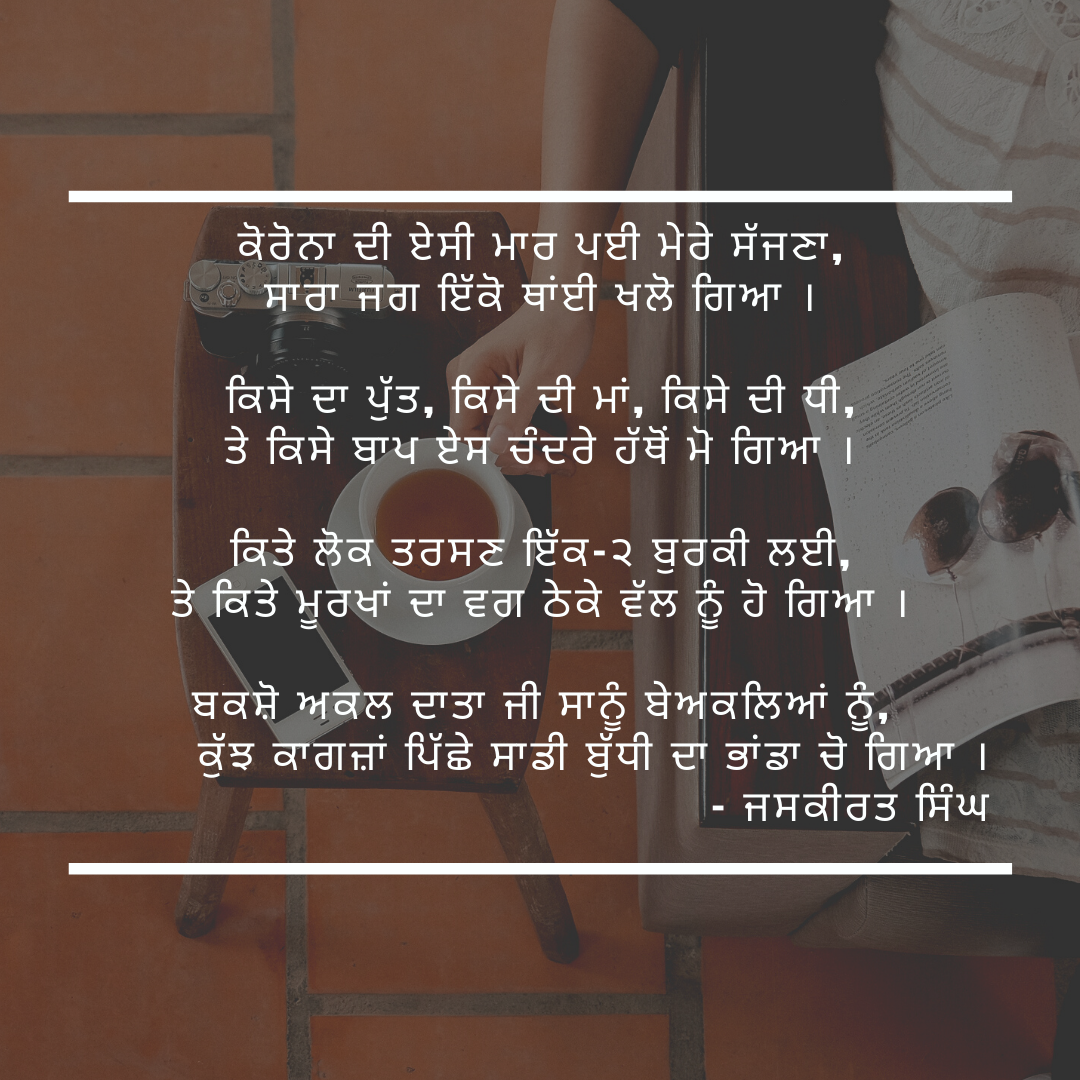 ਕੋਰੋਨਾ ਦੀ ਏਸੀ ਮਾਰ ਪਈ ਮੇਰੇ ਸੱਜਣਾ,
ਸਾਰਾ ਜਗ ਇੱਕੋ ਥਾਂਈ ਖਲੋ ਗਿਆ ।
ਕਿਸੇ ਦਾ ਪੁੱਤ, ਕਿਸੇ ਦੀ ਮਾਂ, ਕਿਸੇ ਦੀ ਧੀ,
ਤੇ ਕਿਸੇ ਬਾਪ ਏਸ ਚੰਦਰੇ ਹੱਥੋਂ ਮੋ ਗਿਆ ।
ਕਿਤੇ ਲੋਕ ਤਰਸਣ ਇੱਕ-੨ ਬੁਰਕੀ ਲਈ,
ਤੇ ਕਿਤੇ ਮੂਰਖਾਂ ਦਾ ਵਗ ਠੇਕੇ ਵੱਲ ਨੂੰ ਹੋ ਗਿਆ ।
ਬਕਸ਼ੋ ਅਕਲ ਦਾਤਾ ਜੀ ਸਾਨੂੰ ਬੇਅਕਲਿਆਂ ਨੂੰ,
ਕੁੱਝ ਕਾਗਜ਼ਾਂ ਪਿੱਛੇ ਸਾਡੀ ਬੁੱਧੀ ਦਾ ਭਾਂਡਾ ਚੋ ਗਿਆ ।
- ਜਸਕੀਰਤ ਸਿੰਘ